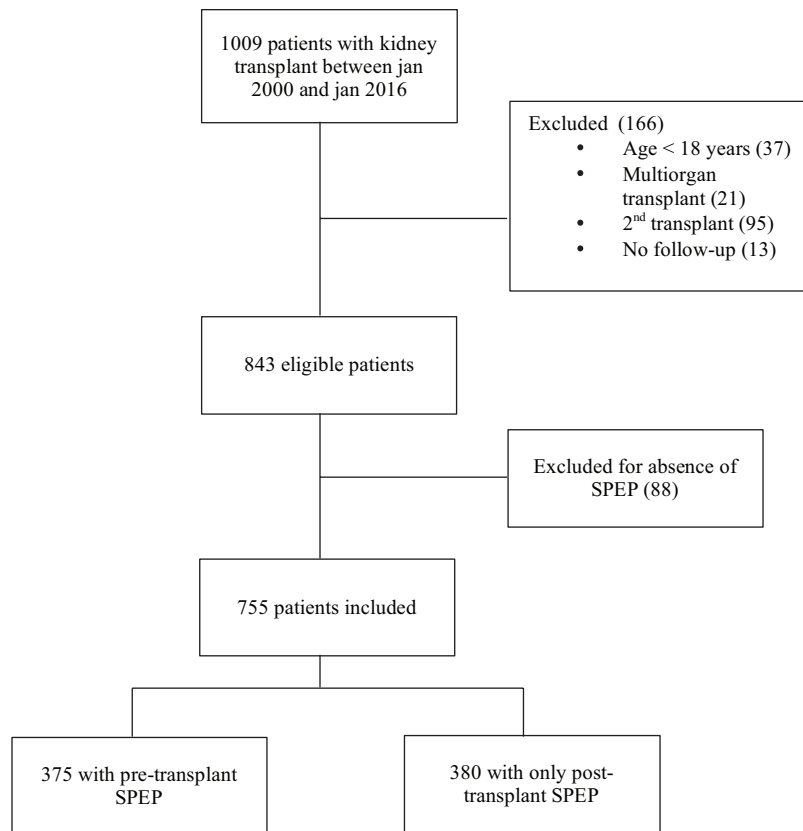 1009 patients with kidney
transplant between jan
2000 and jan 2016
Excluded (166)
• Age < 18 years (37)
• Multiorgan
transplant (21)
• 2nd transplant (95)
• No follow-up (13)
843 eligible patients
Excluded for absence of
SPEP (88)
755 patients included
375 with pre-transplant
SPEP
380 with only post-
transplant SPEP